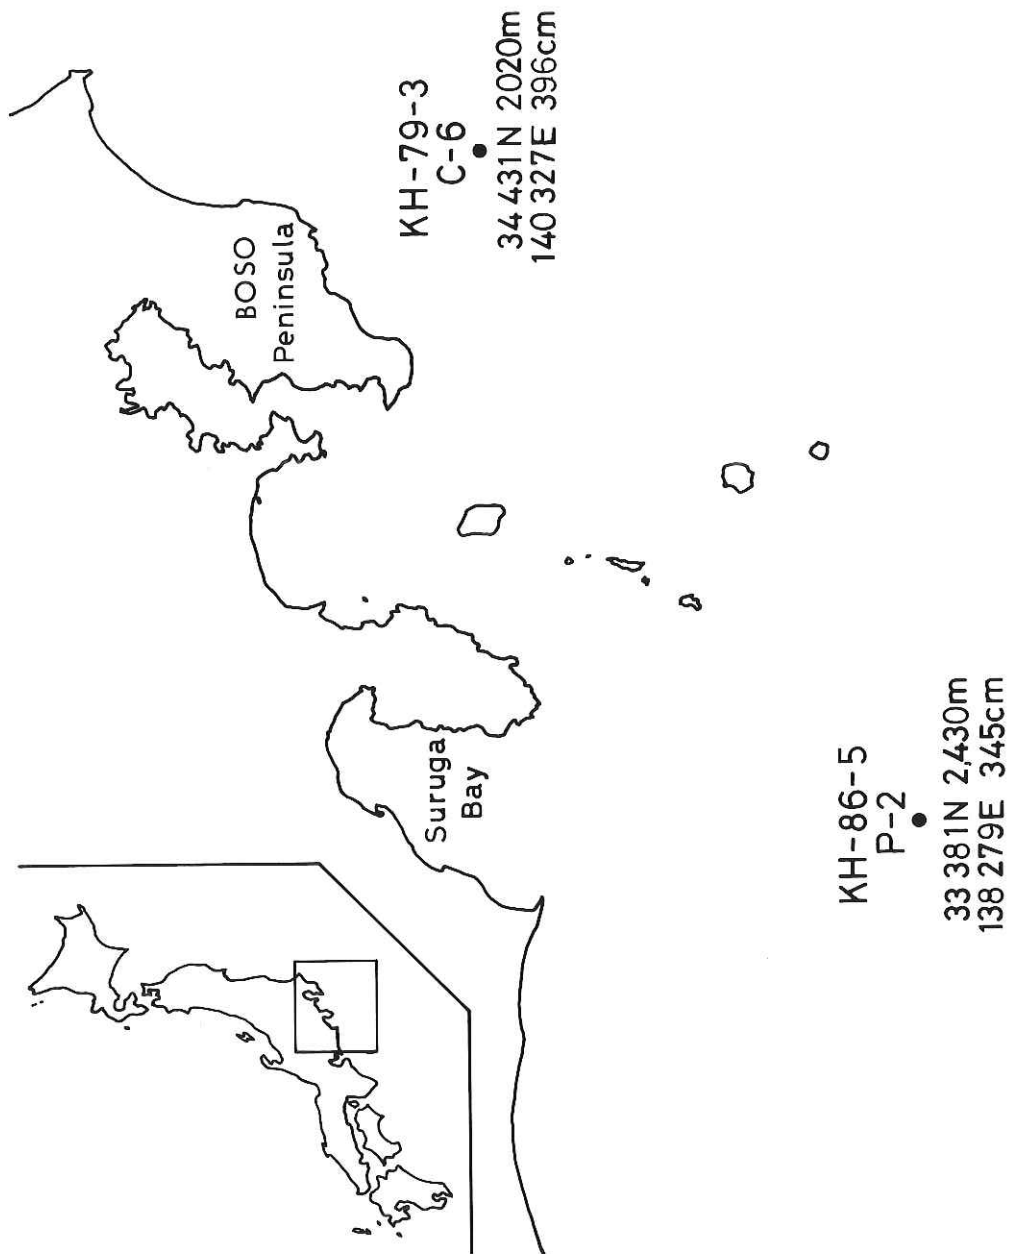 BOSO
Peninsula
KH-79-3
C-6
34 431N 2020m
140 327E 396cm
Suruga
Bay
KH-86-5
P-2
33 381N 2,430m
138 279E 345cm